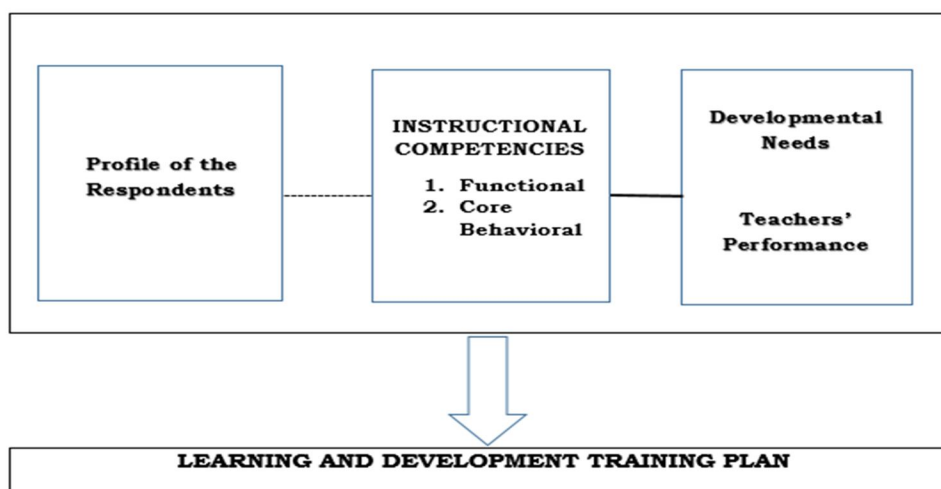 Profile of the
Respondents
INSTRUCTIONAL
COMPETENCIES
1. Functional
2. Core
Behavioral
Developmental
Needs
Teachers’
Performance
LEARNING AND DEVELOPMENT TRAINING PLAN